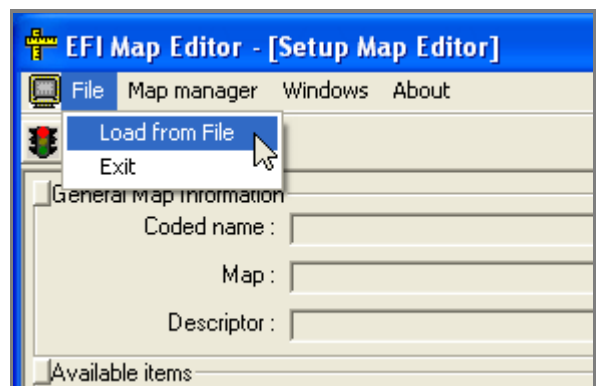 EFI Map Editor - [Setup Map Editor]
File Map manager Windows About
Load from File
Exit
General Map Information
Coded name :
Map :
Descriptor :
Available items